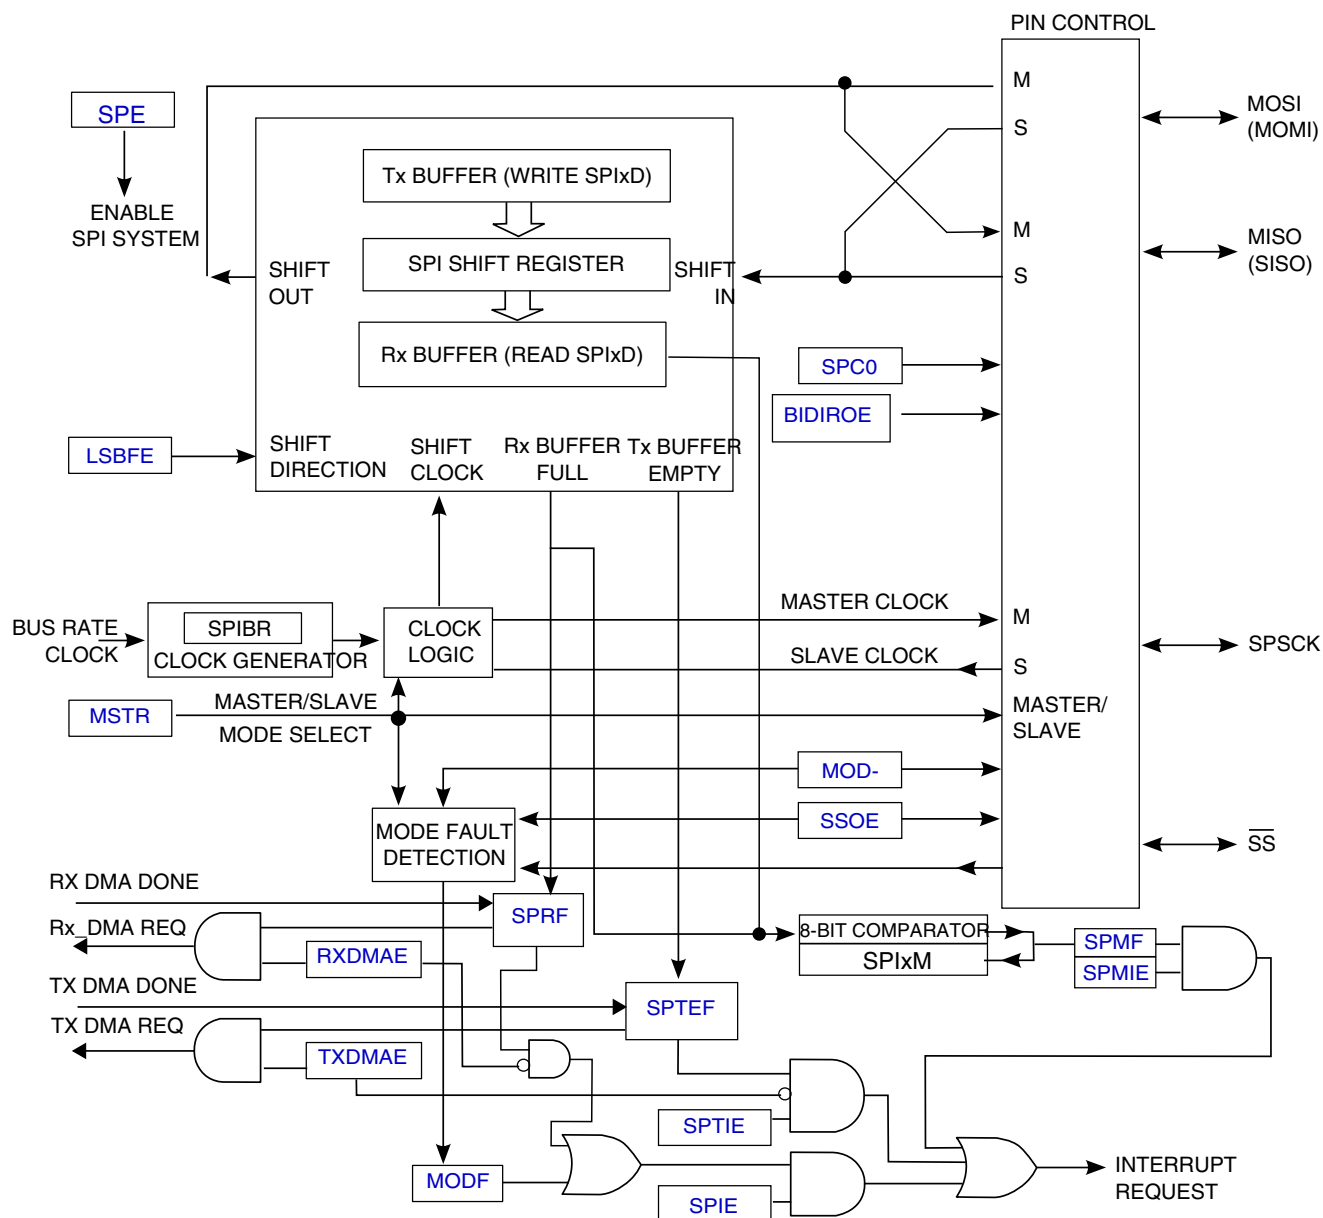 PIN CONTROL
M
MOSI
(MOMI)
SPE
S
Tx BUFFER (WRITE SPIxD)
ENABLE
SPI SYSTEM
M
MISO
(SISO)
SHIFT
OUT
SPI SHIFT REGISTER
SHIFT
IN
S
Rx BUFFER (READ SPIxD)
SPC0
BIDIROE
LSBFE
SHIFT
DIRECTION
SHIFT
CLOCK
Rx BUFFER
FULL
Tx BUFFER
EMPTY
MASTER CLOCK
M
BUS RATE
CLOCK
SPIBR
CLOCK GENERATOR
CLOCK
LOGIC
SLAVE CLOCK
S
SPSCK
MSTR
MASTER/SLAVE
MODE SELECT
MASTER/
SLAVE
MOD-
SSOE
MODE FAULT
DETECTION
SS
RX DMA DONE
SPRF
Rx_DMA REQ
RXDMAE
8-BIT COMPARATOR
SPIxM
SPMF
SPMIE
TX DMA DONE
SPTEF
TX DMA REQ
TXDMAE
SPTIE
MODF
SPIE
INTERRUPT
REQUEST